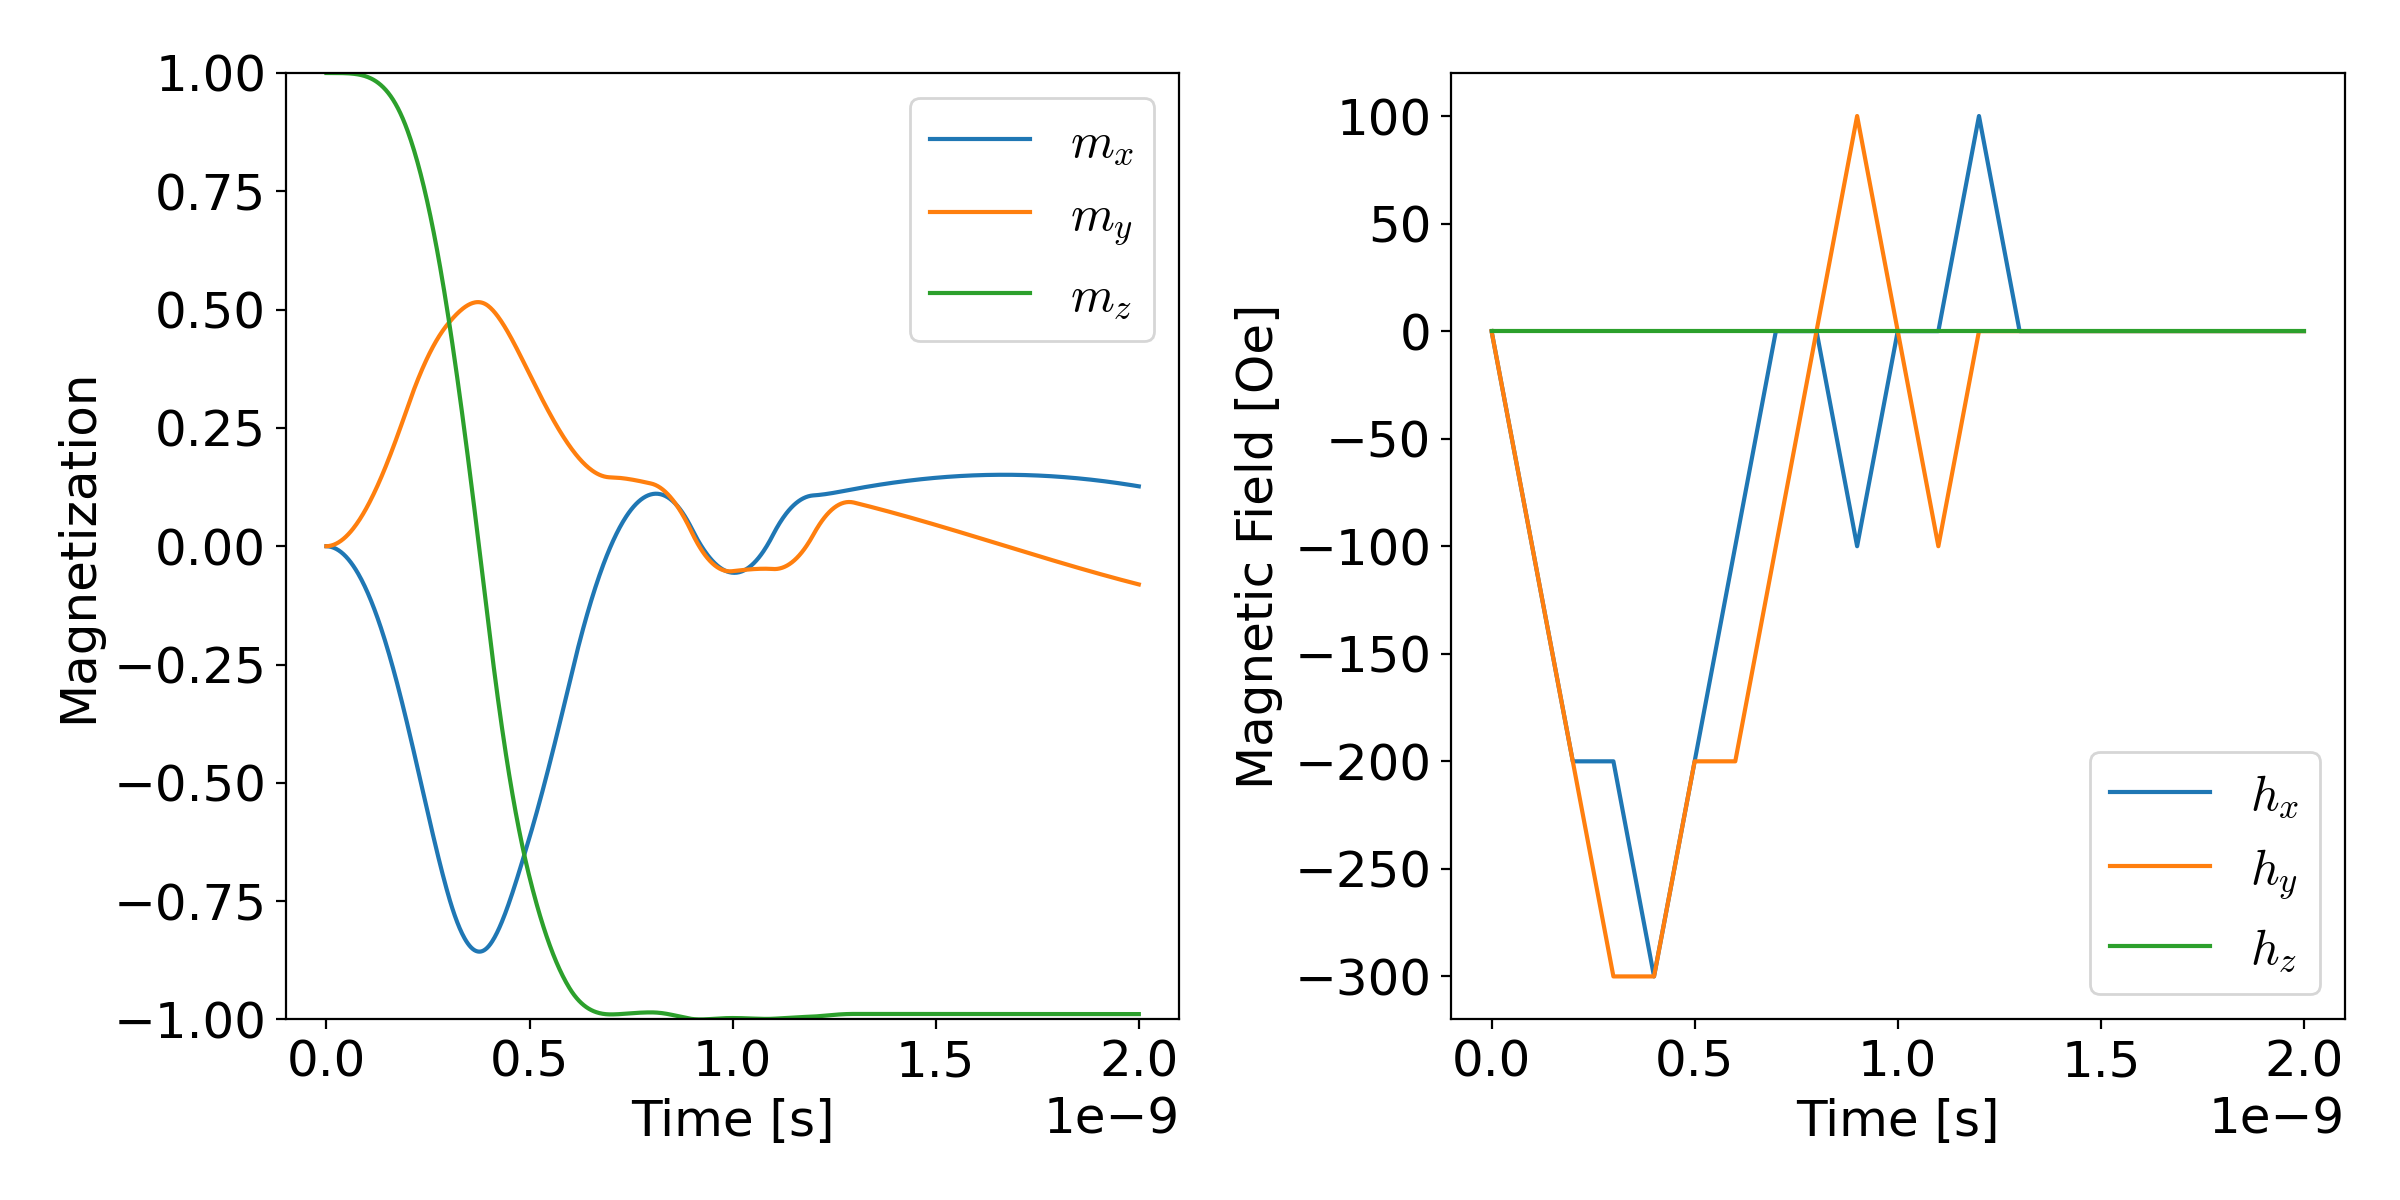 Magnetization
1.00
0.75
0.50
0.25
0.00
−0.25
−0.50
−0.75
−1.00
0.0 0.5 1.0 1.5 2.0
Time [s]
1e−9
m_x
m_y
m_z
Magnetic Field [Oe]
100
50
0
−50
−100
−150
−200
−250
−300
0.0 0.5 1.0 1.5 2.0
Time [s]
1e−9
h_x
h_y
h_z